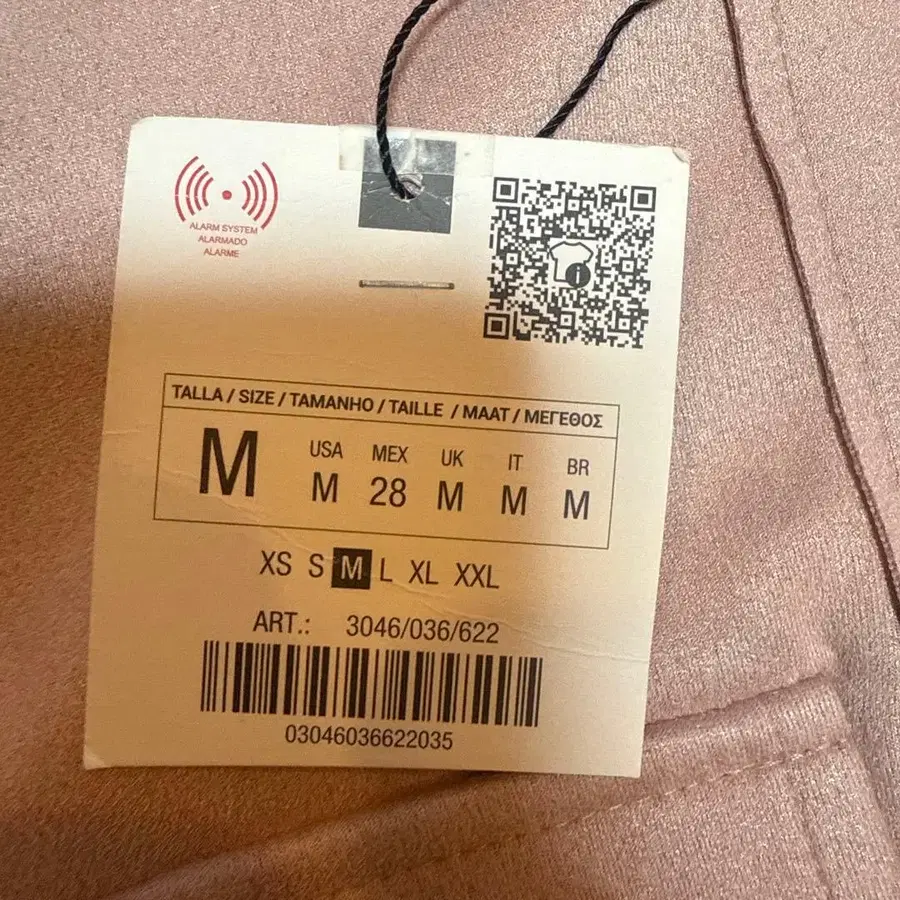 ALARM SYSTEM
ALARMADO
ALARME
TALLA / SIZE / TAMANHO / TAILLE / MAAT / ΜΕΓΕΘΟΣ
M
USA MEX UK IT BR
M 28 M M M
XS S M L XL XXL
ART.: 3046/036/622
03046036622035